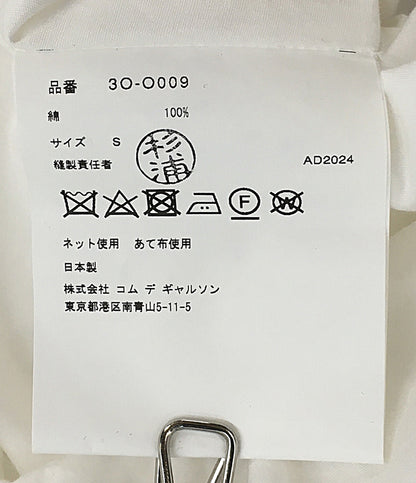 品番 3O-O009
綿 100%
サイズ S
縫製責任者 杉浦
AD2024
F W
ネット使用 あて布使用
日本製
株式会社 コム デ ギャルソン
東京都港区南青山5-11-5